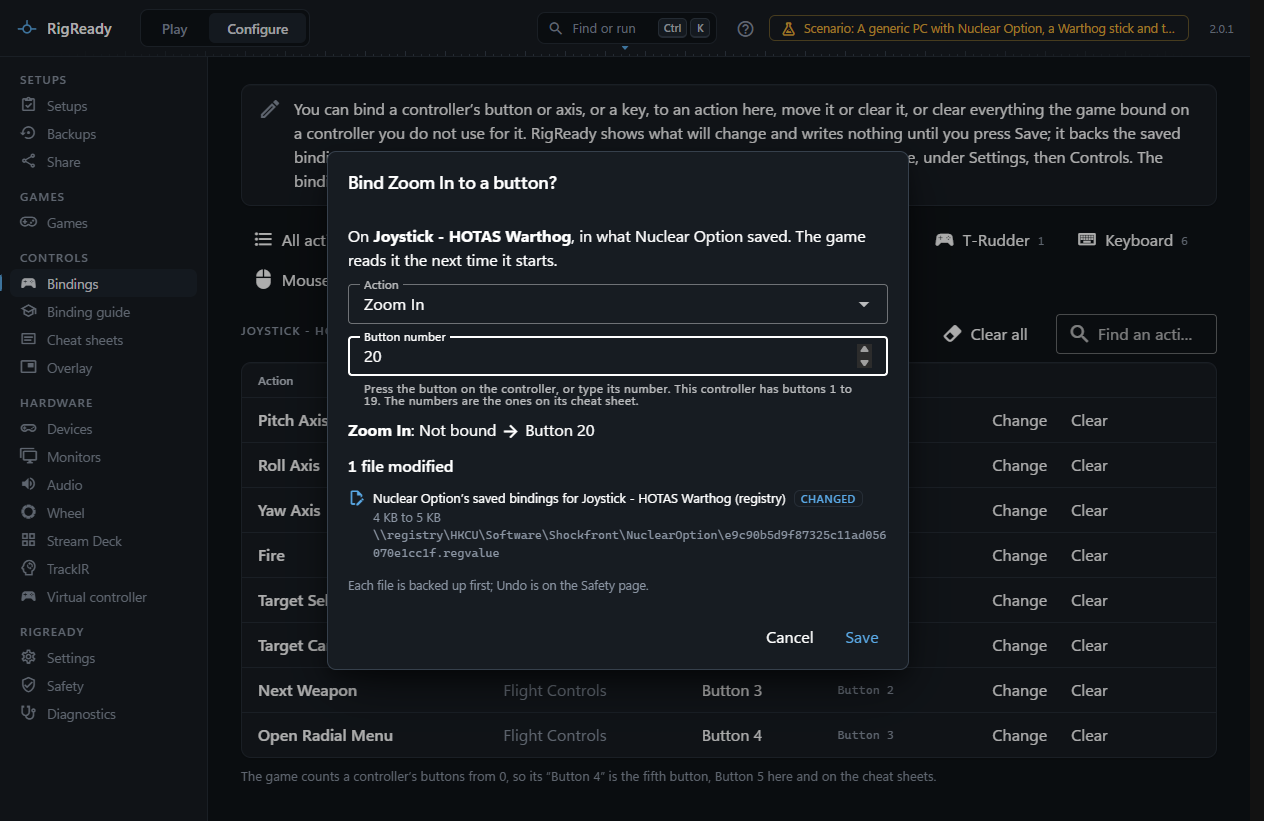 RigReady
Play
Configure
Find or run
Ctrl
K
Scenario: A generic PC with Nuclear Option, a Warthog stick and t...
2.0.1
SETUPS
Setups
Backups
Share
GAMES
Games
CONTROLS
Bindings
Binding guide
Cheat sheets
Overlay
HARDWARE
Devices
Monitors
Audio
Wheel
Stream Deck
TrackIR
Virtual controller
RIGREADY
Settings
Safety
Diagnostics
You can bind a controller's button or axis, or a key, to an action here, move it or clear it, or clear everything the game bound on
a controller you do not use for it. RigReady shows what will change and writes nothing until you press Save; it backs the saved
bindi
e, under Settings, then Controls. The
bindi
All act
T-Rudder 1
Keyboard 6
Mouse
JOYSTICK - HO
Clear all
Find an acti...
Action
Pitch Axis
Change
Clear
Roll Axis
Change
Clear
Yaw Axis
Change
Clear
Fire
Change
Clear
Target Sel
Change
Clear
Target Ca
Change
Clear
Next Weapon
Flight Controls
Button 3
Button 2
Change
Clear
Open Radial Menu
Flight Controls
Button 4
Button 3
Change
Clear
The game counts a controller's buttons from 0, so its "Button 4" is the fifth button, Button 5 here and on the cheat sheets.
Bind Zoom In to a button?
On Joystick - HOTAS Warthog, in what Nuclear Option saved. The game
reads it the next time it starts.
Action
Zoom In
Button number
20
Press the button on the controller, or type its number. This controller has buttons 1 to
19. The numbers are the ones on its cheat sheet.
Zoom In: Not bound → Button 20
1 file modified
Nuclear Option's saved bindings for Joystick - HOTAS Warthog (registry)
CHANGED
4 KB to 5 KB
\\registry\HKCU\Software\Shockfront\NuclearOption\e9c90b5d9f87325c11ad056
070e1cc1f.regvalue
Each file is backed up first; Undo is on the Safety page.
Cancel
Save